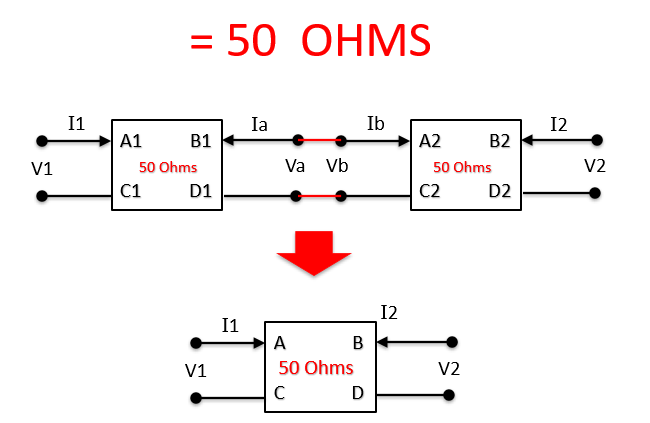 = 50 OHMS
I1 Ia Ib I2
A1 B1 A2 B2
V1 50 Ohms Va Vb 50 Ohms V2
C1 D1 C2 D2
I1 I2
A B
V1 50 Ohms V2
C D